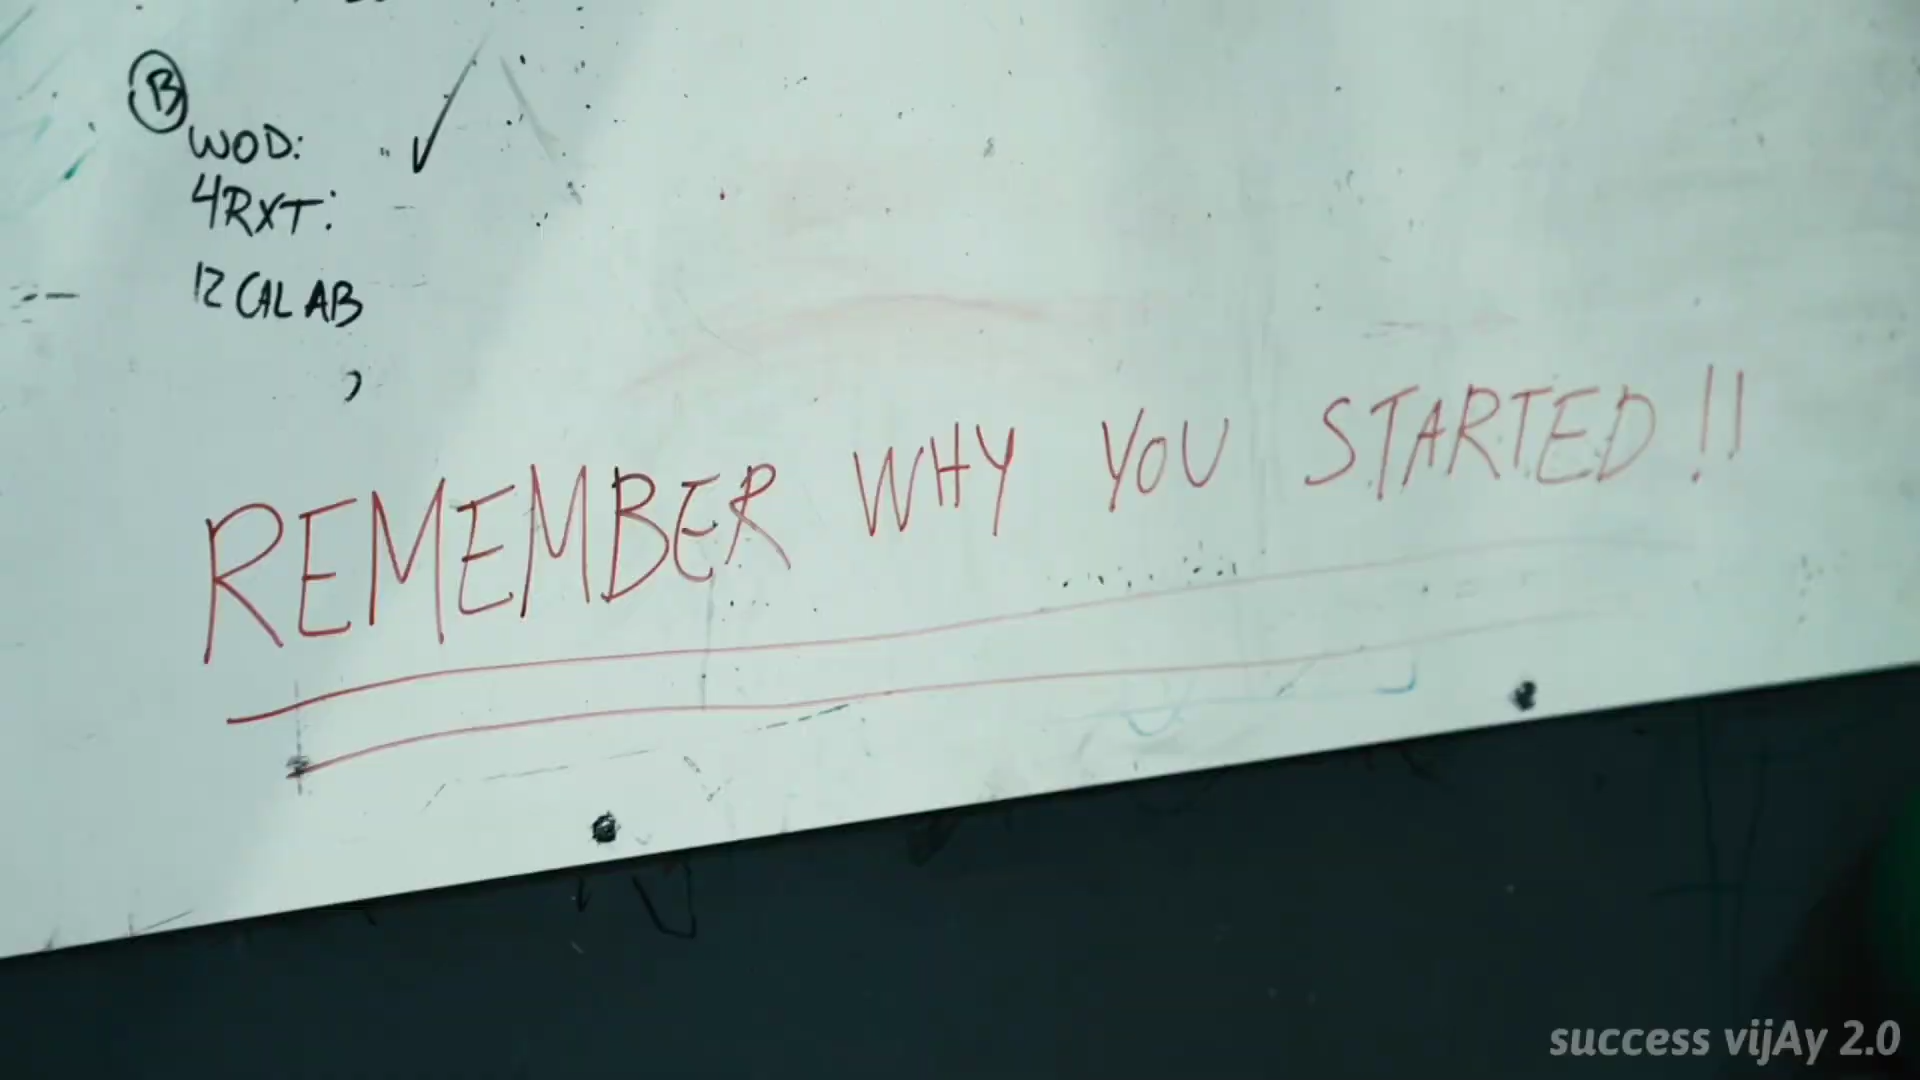 B
WOD:
4RXT:
12 CAL AB
REMEMBER WHY YOU STARTED!!
success vijAy 2.0